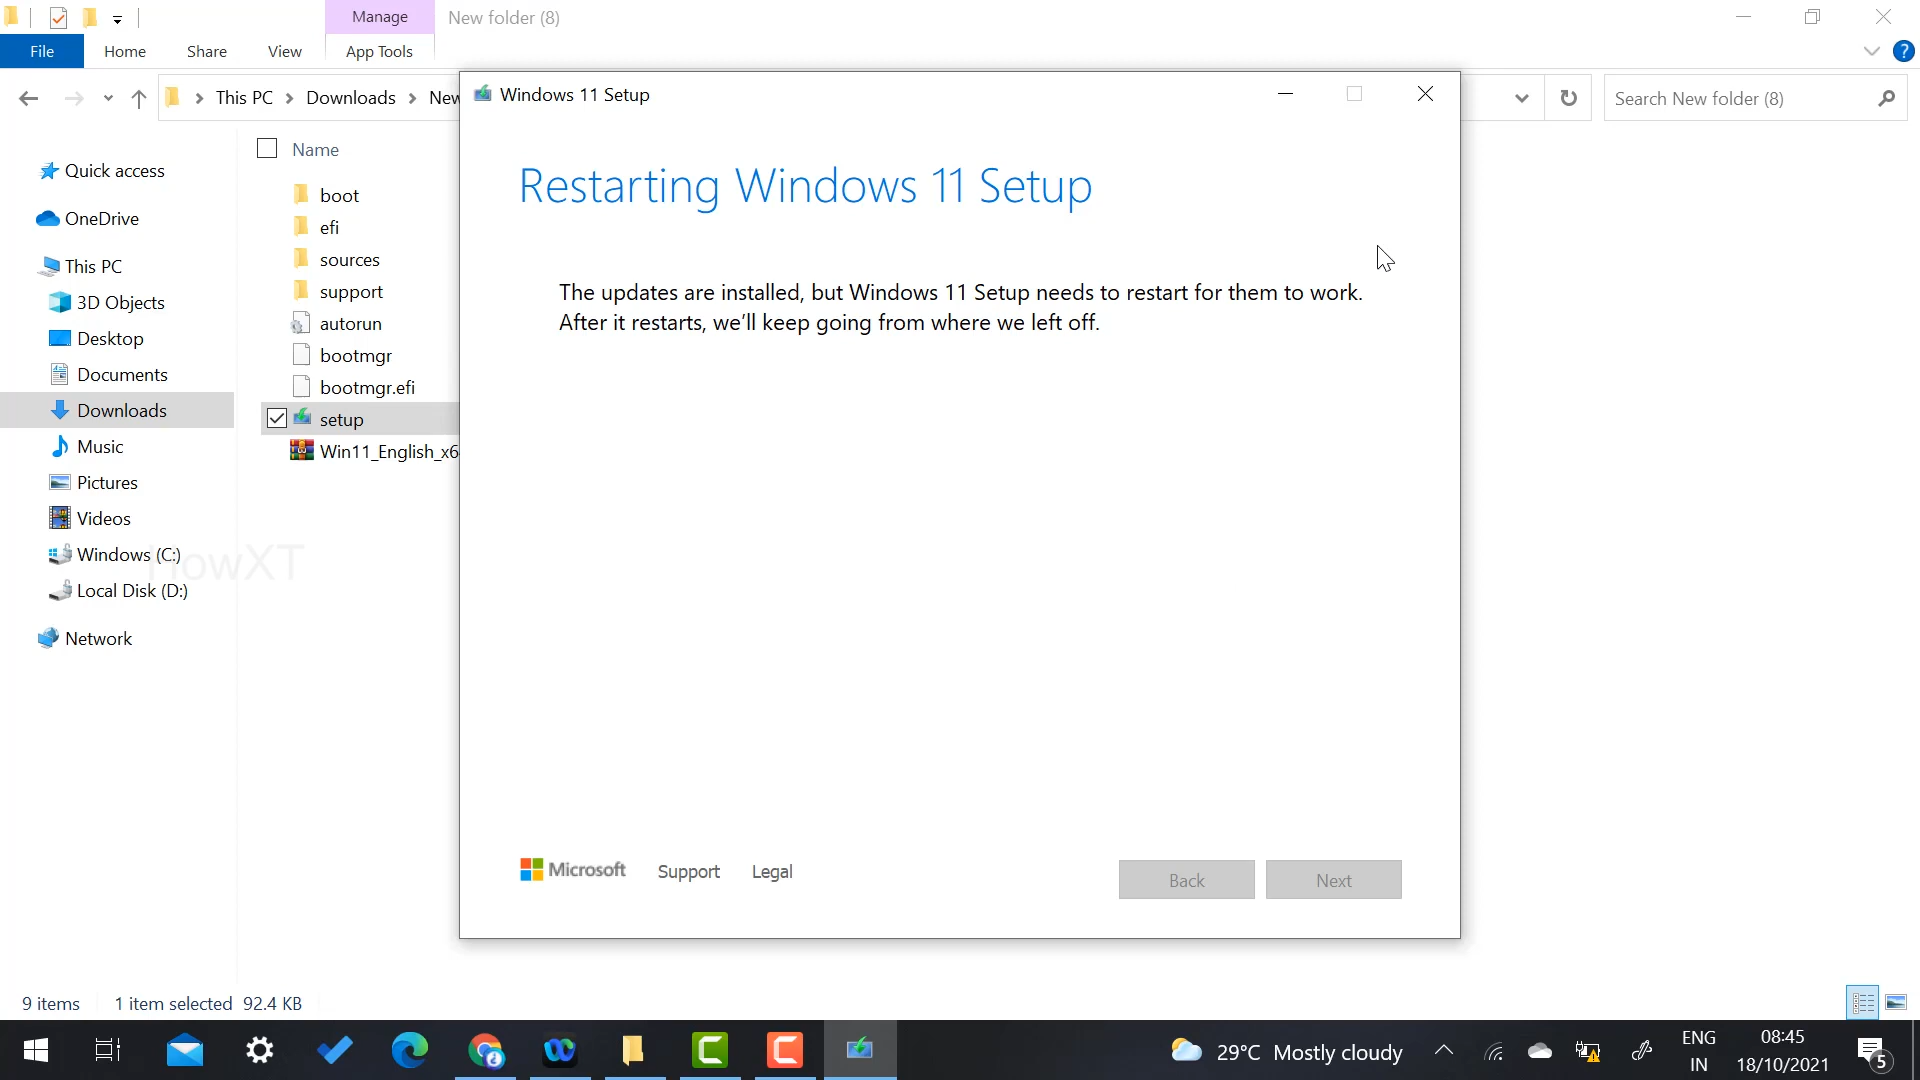 Manage
New folder (8)
File
Home
Share
View
App Tools
This PC
Downloads
New
Search New folder (8)
Windows 11 Setup
Name
Quick access
OneDrive
This PC
3D Objects
Desktop
Documents
Downloads
Music
Pictures
Videos
Windows (C:)
Local Disk (D:)
Network
boot
efi
sources
support
autorun
bootmgr
bootmgr.efi
setup
Win11_English_x6
Restarting Windows 11 Setup
The updates are installed, but Windows 11 Setup needs to restart for them to work.
After it restarts, we'll keep going from where we left off.
howXT
Microsoft
Support
Legal
Back
Next
9 items
1 item selected 92.4 KB
29°C Mostly cloudy
ENG
IN
08:45
18/10/2021
5